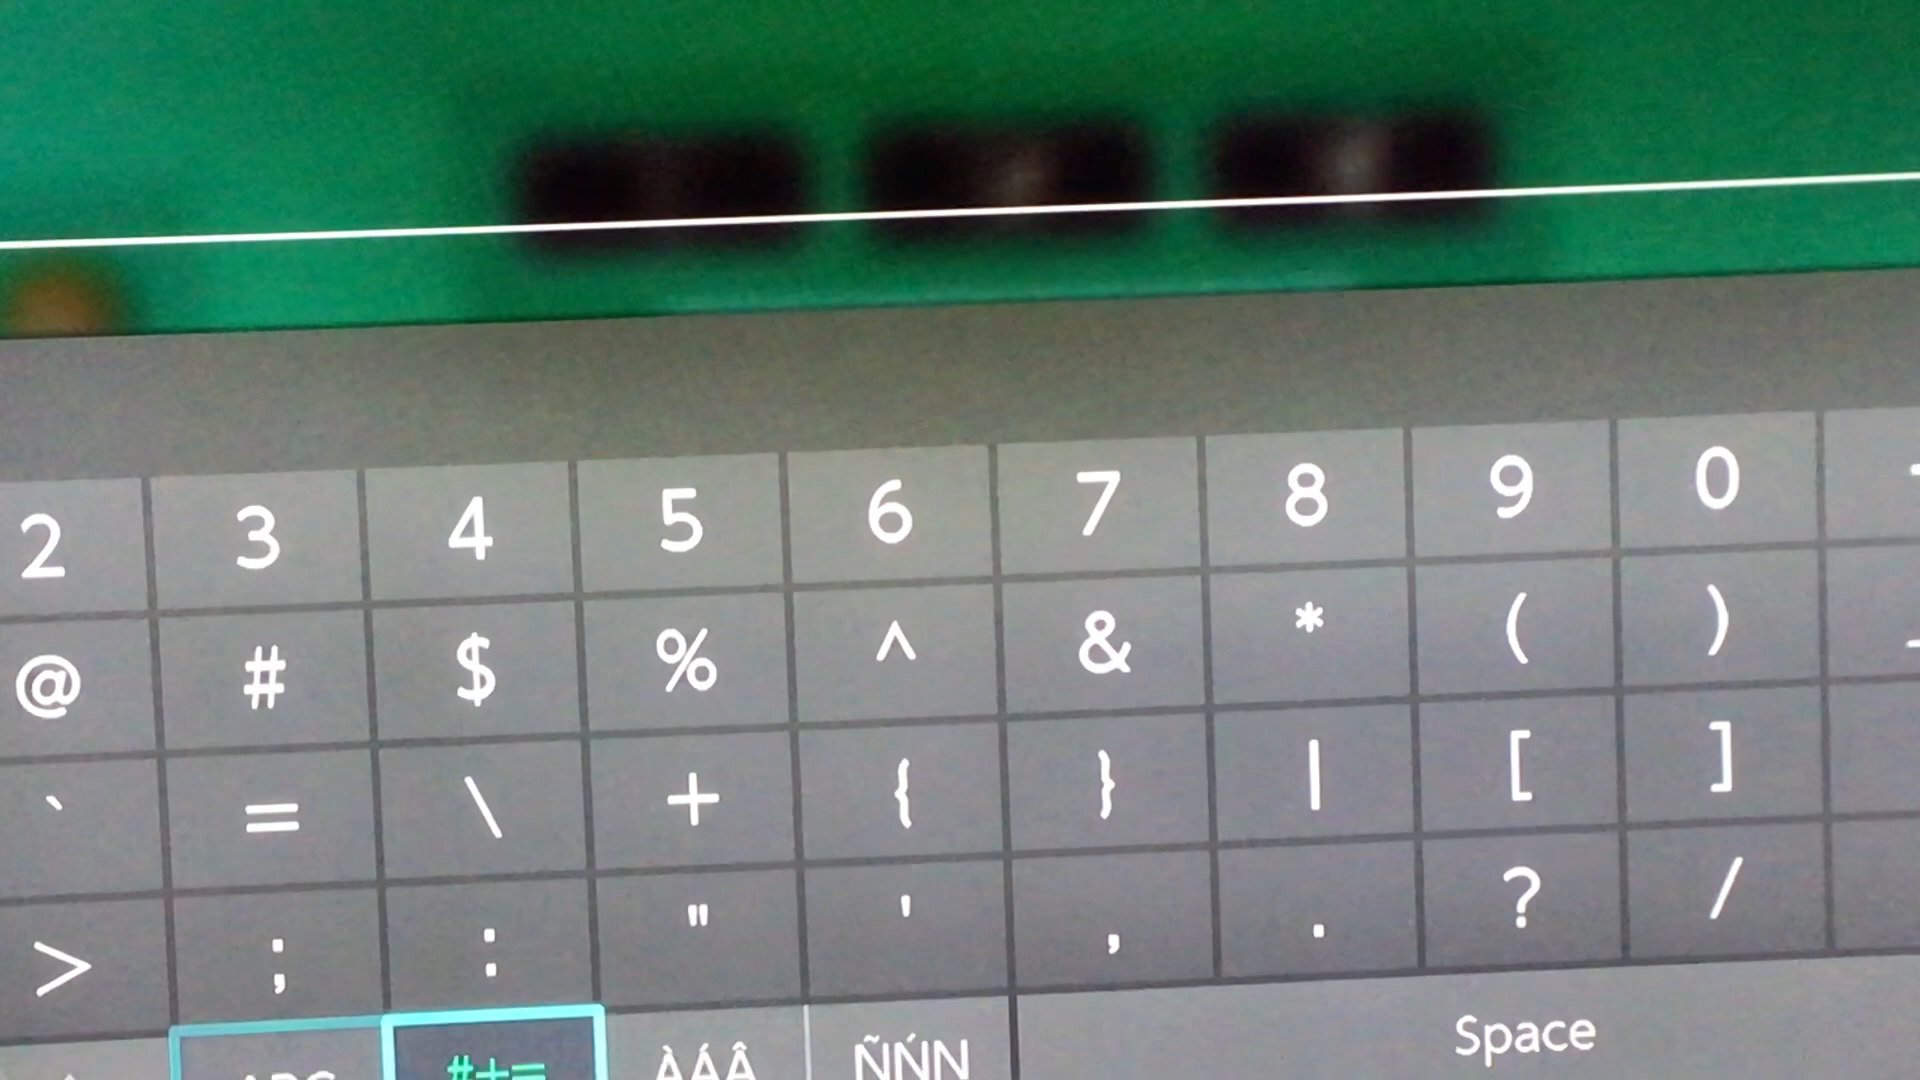 2 3 4 5 6 7 8 9 0
@ # $ % ^ & * ( )
` = \ + { } | [ ]
> ; : " ' , . ? /
#+= ÀÁÂ ÑŃN Space